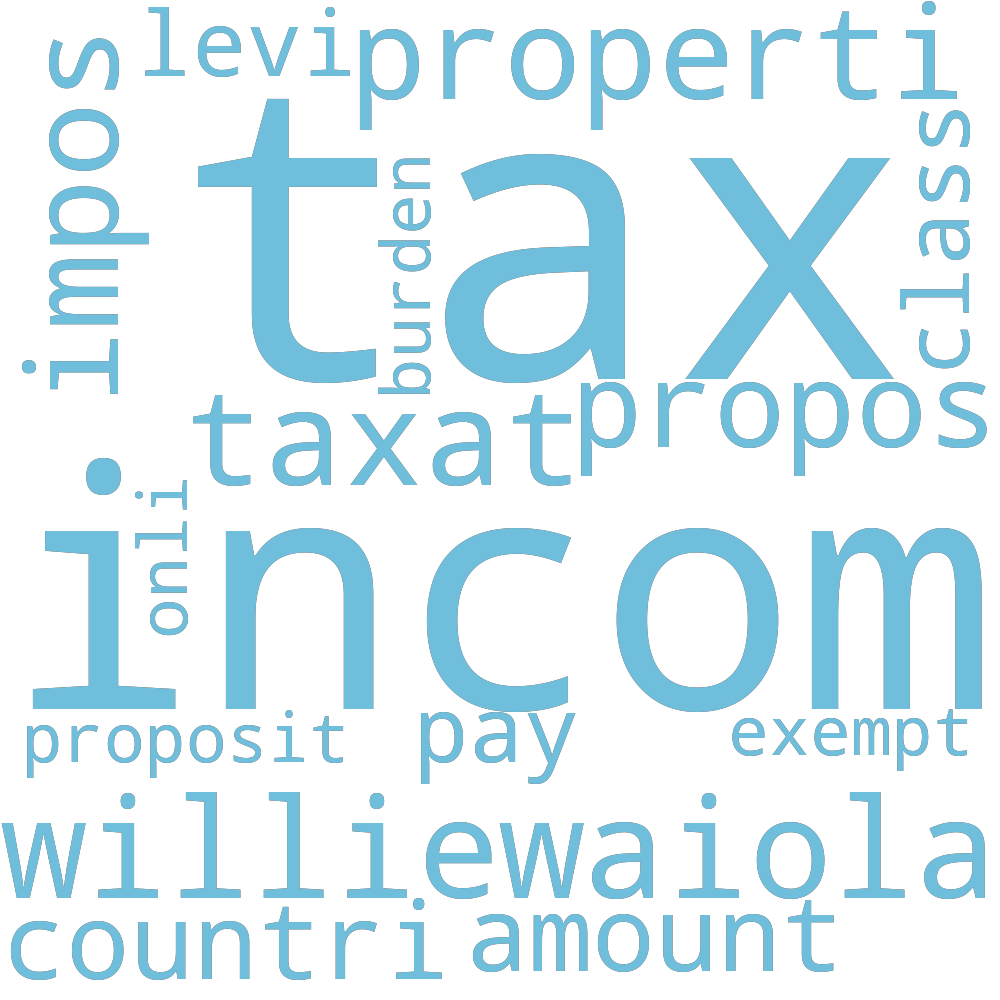 levi
properti
impos
tax
burden
class
taxat
propos
incom
onli
proposit
pay
exempt
williewaiola
countri
amount